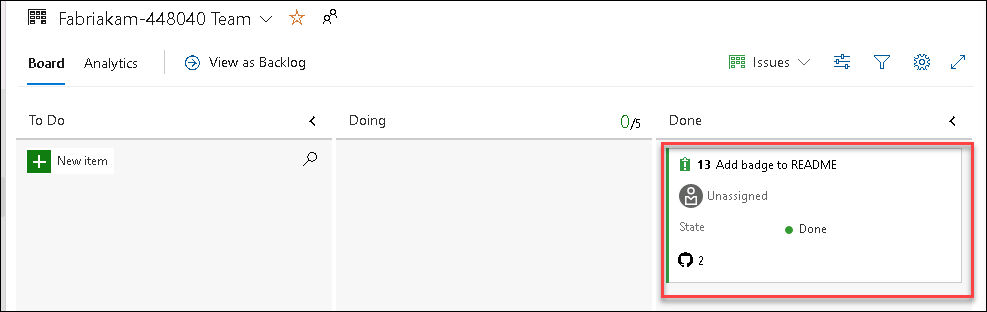 Fabriakam-448040 Team
Board Analytics View as Backlog Issues
To Do Doing 0/5 Done
New item
13 Add badge to README
Unassigned
State Done
2